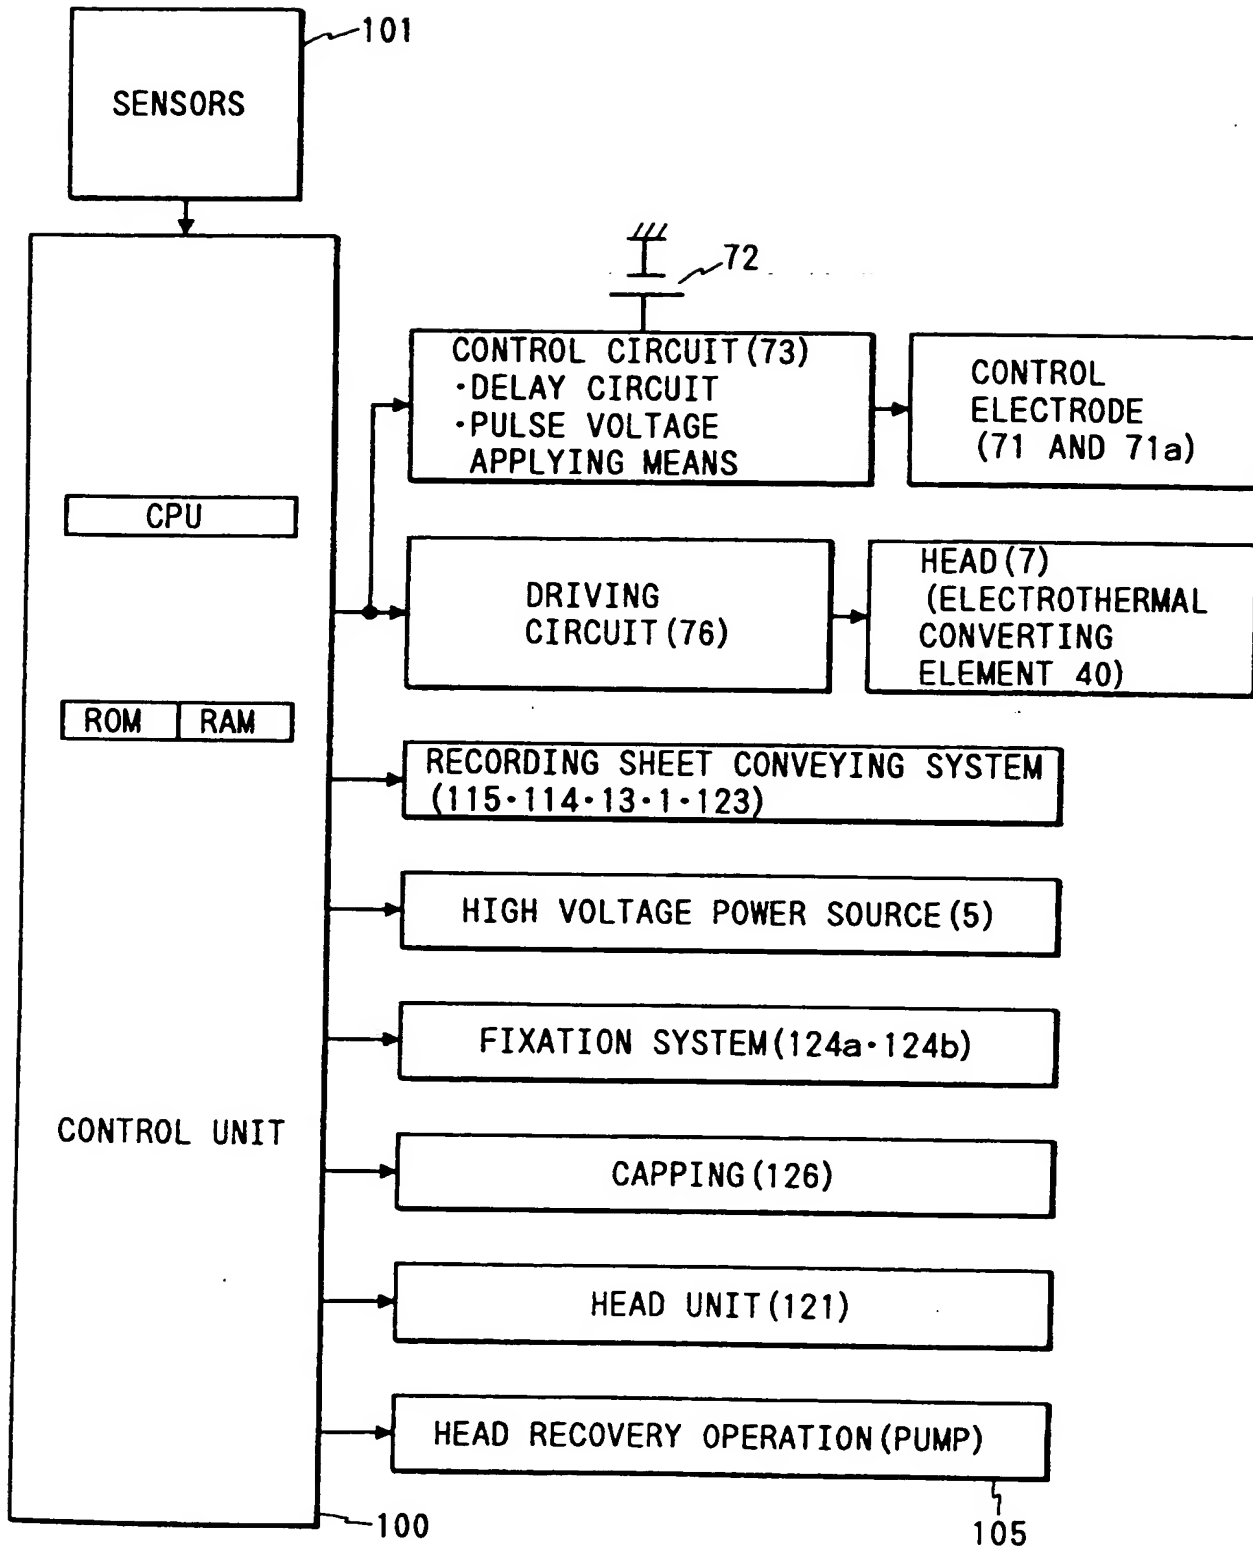 101
SENSORS
72
CONTROL CIRCUIT(73)
·DELAY CIRCUIT
·PULSE VOLTAGE
APPLYING MEANS
CONTROL
ELECTRODE
(71 AND 71a)
CPU
DRIVING
CIRCUIT(76)
HEAD(7)
(ELECTROTHERMAL
CONVERTING
ELEMENT 40)
ROM RAM
RECORDING SHEET CONVEYING SYSTEM
(115·114·13·1·123)
HIGH VOLTAGE POWER SOURCE(5)
FIXATION SYSTEM(124a·124b)
CONTROL UNIT
CAPPING(126)
HEAD UNIT(121)
HEAD RECOVERY OPERATION(PUMP)
100
105